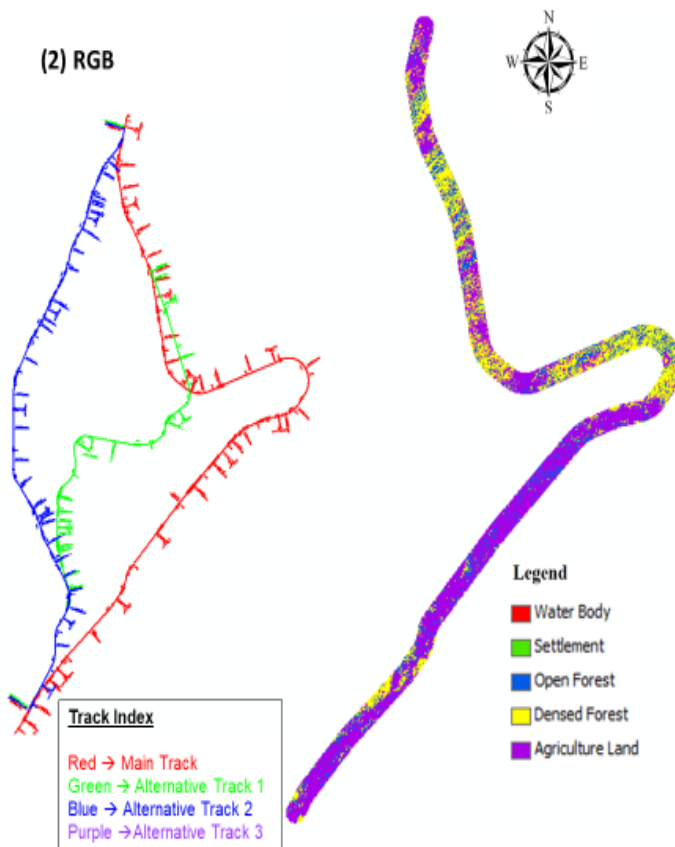 (2) RGB
N
W E
S
Legend
Water Body
Settlement
Open Forest
Densed Forest
Agriculture Land
Track Index
Red → Main Track
Green → Alternative Track 1
Blue → Alternative Track 2
Purple → Alternative Track 3